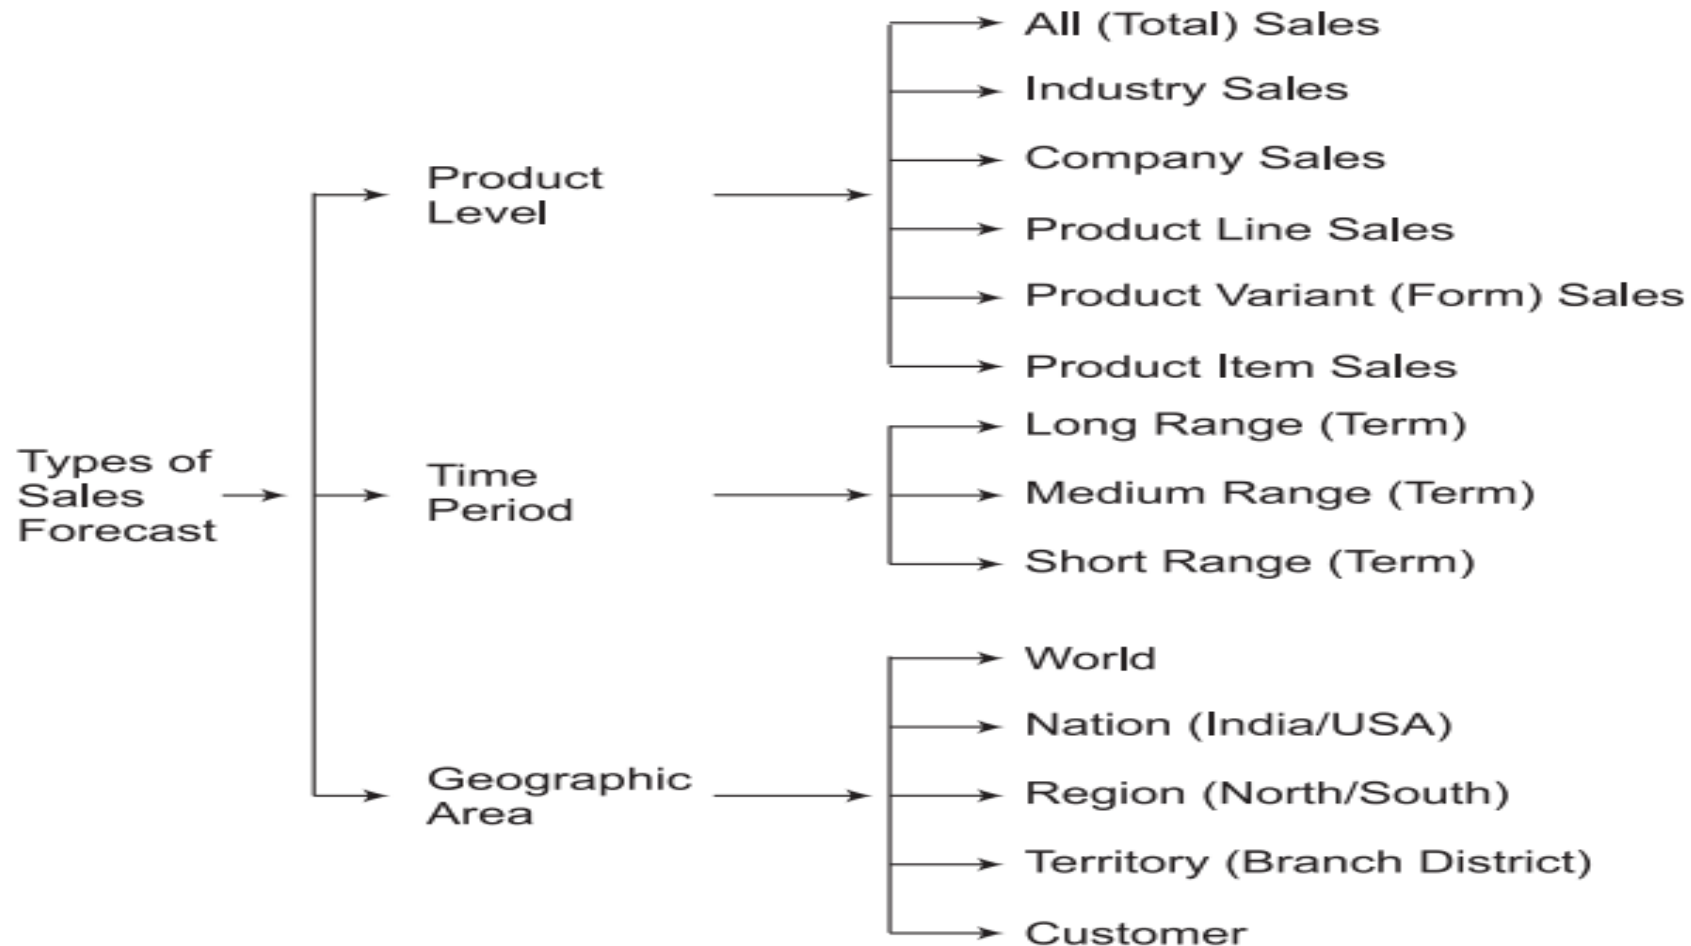 Types of
Sales
Forecast
Product
Level
All (Total) Sales
Industry Sales
Company Sales
Product Line Sales
Product Variant (Form) Sales
Product Item Sales
Time
Period
Long Range (Term)
Medium Range (Term)
Short Range (Term)
Geographic
Area
World
Nation (India/USA)
Region (North/South)
Territory (Branch District)
Customer